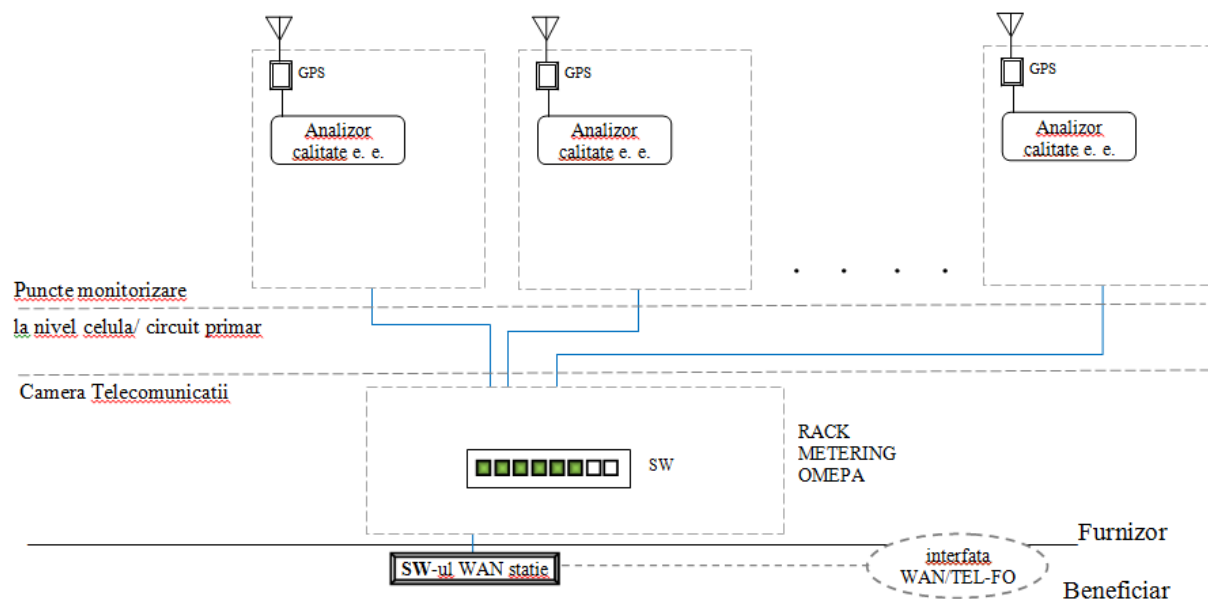 GPS
GPS
GPS
Analizor
calitate e. e.
Analizor
calitate e. e.
Analizor
calitate e. e.
Puncte monitorizare
la nivel celula/ circuit primar
Camera Telecomunicatii
RACK
METERING
OMEPA
SW
Furnizor
SW-ul WAN statie
interfata
WAN/TEL-FO
Beneficiar